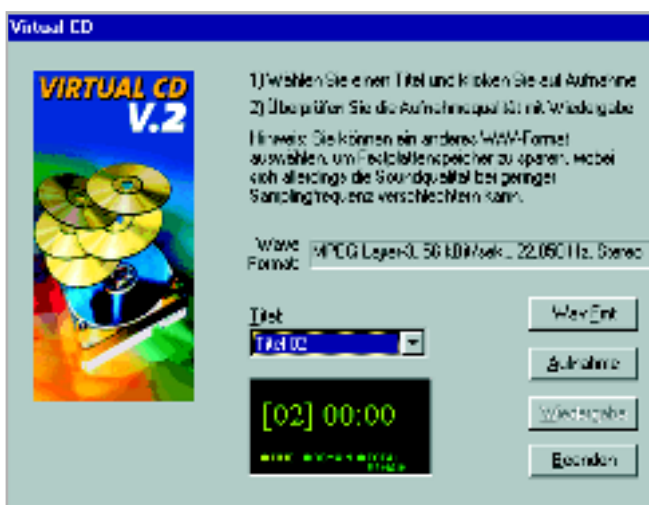 Virtual CD
VIRTUAL CD
V.2
1) Wählen Sie einen Titel und klicken Sie auf Aufnahme
2) Überprüfen Sie die Aufnahmequalität mit Wiedergabe
Hinweis: Sie können ein anderes WAV-Format
auswählen, um Festplattenspeicher zu sparen, wobei
sich allerdings die Soundqualität bei geringer
Samplingfrequenz verschlechtern kann.
Wave
Format:
MPEG Layer-3, 56 kBit/sek., 22,050 Hz, Stereo
Titel:
Titel 02
[02] 00:00
Wav Fmt
Aufnahme
Wiedergabe
Beenden